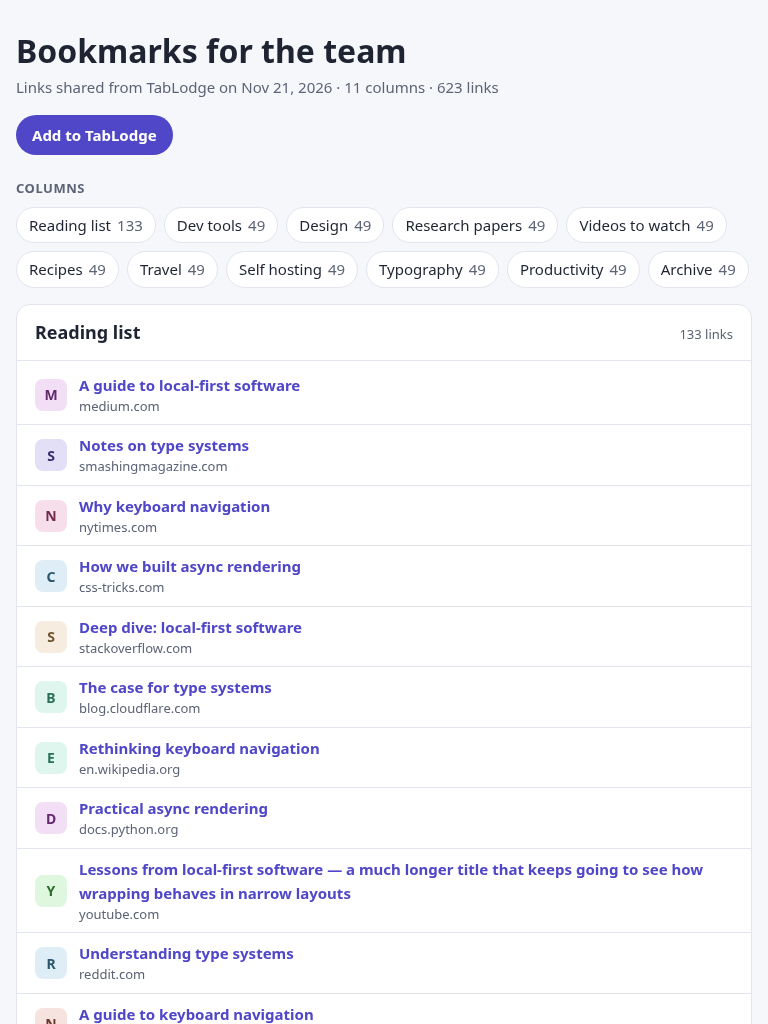 Bookmarks for the team
Links shared from TabLodge on Nov 21, 2026 · 11 columns · 623 links
Add to TabLodge
COLUMNS
Reading list 133 Dev tools 49 Design 49 Research papers 49 Videos to watch 49
Recipes 49 Travel 49 Self hosting 49 Typography 49 Productivity 49 Archive 49
Reading list 133 links
M
A guide to local-first software
medium.com
S
Notes on type systems
smashingmagazine.com
N
Why keyboard navigation
nytimes.com
C
How we built async rendering
css-tricks.com
S
Deep dive: local-first software
stackoverflow.com
B
The case for type systems
blog.cloudflare.com
E
Rethinking keyboard navigation
en.wikipedia.org
D
Practical async rendering
docs.python.org
Y
Lessons from local-first software — a much longer title that keeps going to see how
wrapping behaves in narrow layouts
youtube.com
R
Understanding type systems
reddit.com
N
A guide to keyboard navigation